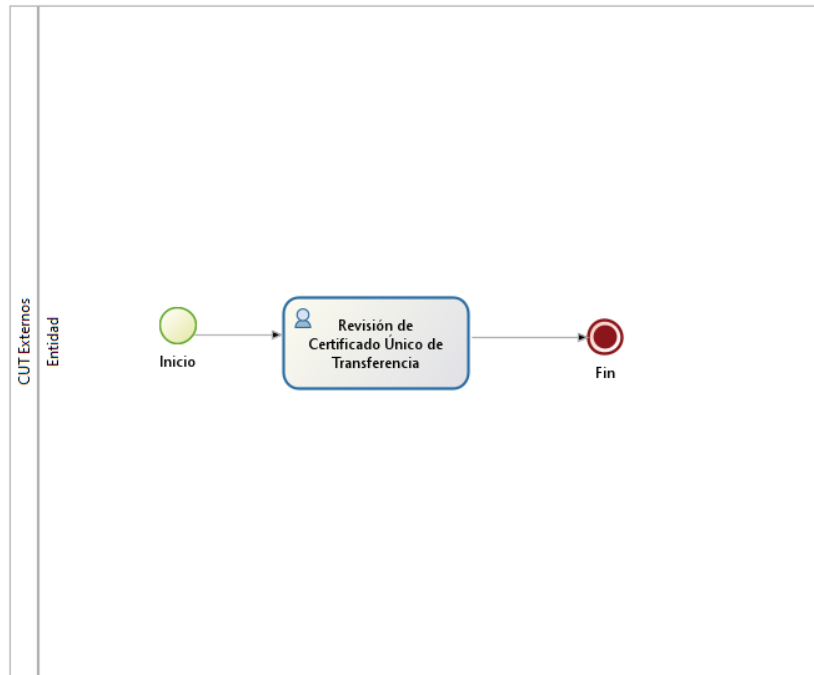 CUT Externos
Entidad
Inicio
Revisión de
Certificado Único de
Transferencia
Fin